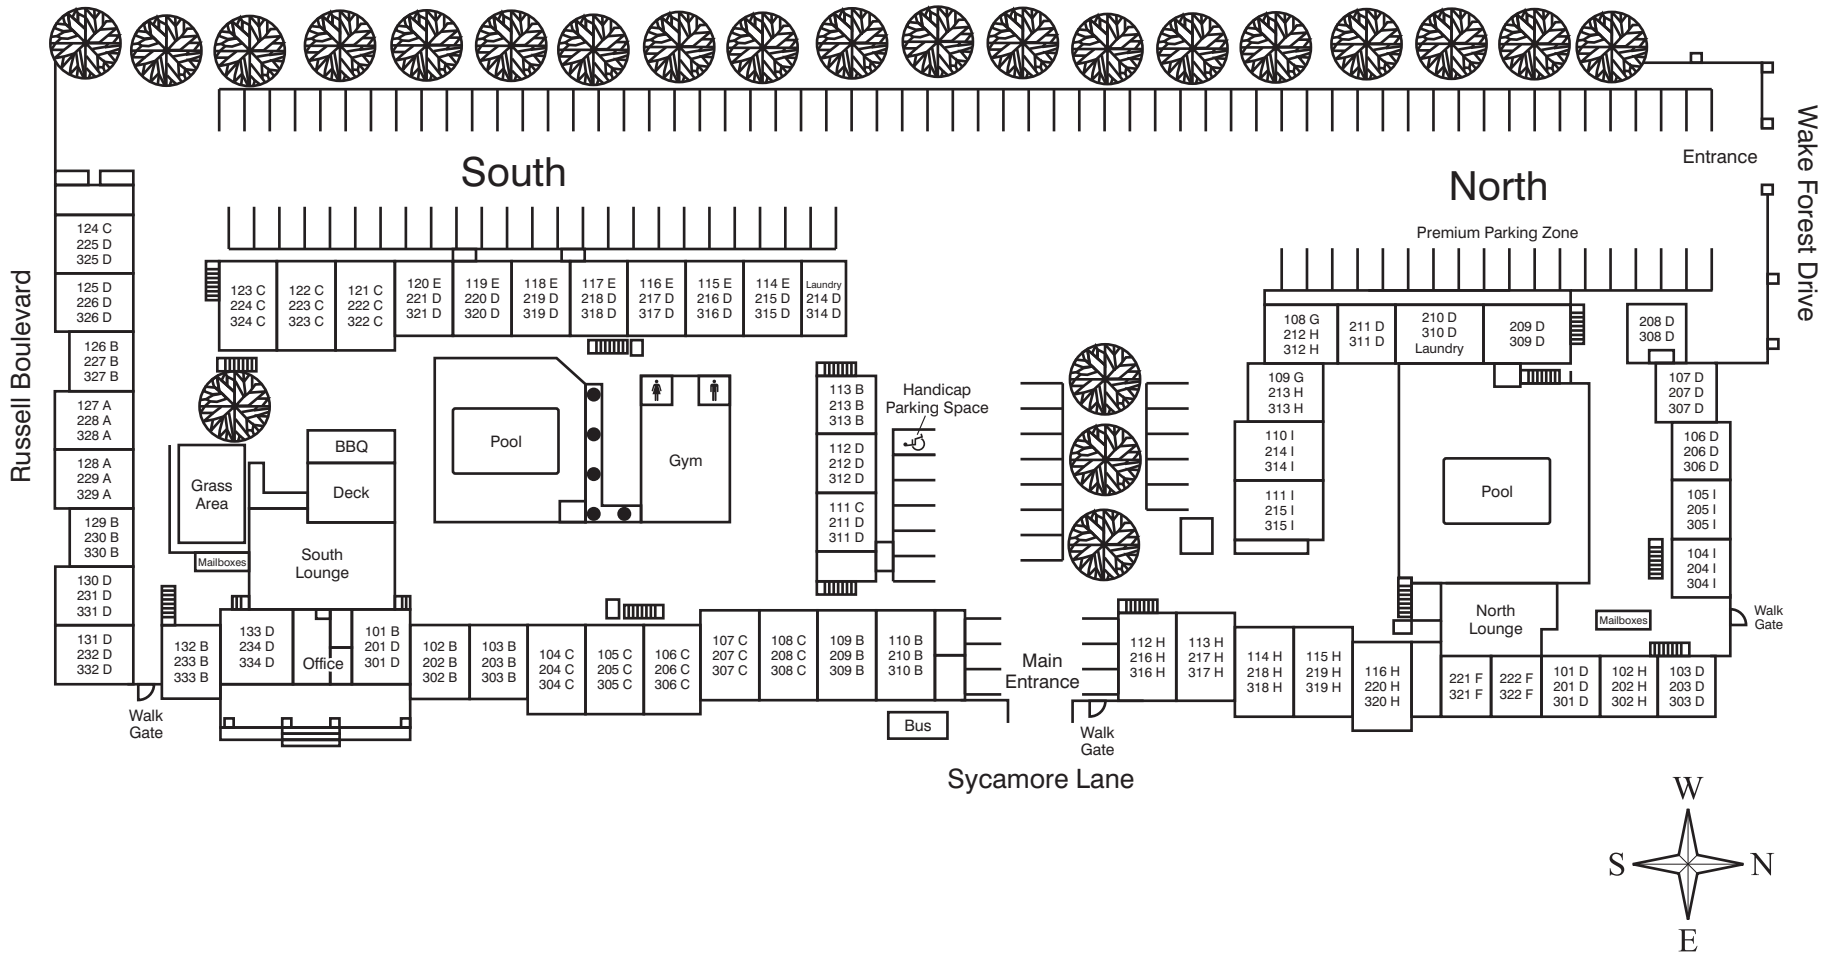 South
North
Entrance
Premium Parking Zone
Russell Boulevard
Wake Forest Drive
124 C
225 D
325 D
125 D
226 D
326 D
126 B
227 B
327 B
127 A
228 A
328 A
128 A
229 A
329 A
129 B
230 B
330 B
130 D
231 D
331 D
131 D
232 D
332 D
123 C
224 C
324 C
122 C
223 C
323 C
121 C
222 C
322 C
120 E
221 D
321 D
119 E
220 D
320 D
118 E
219 D
319 D
117 E
218 D
318 D
116 E
217 D
317 D
115 E
216 D
316 D
114 E
215 D
315 D
Laundry
214 D
314 D
Pool
Gym
BBQ
Deck
Grass
Area
Mailboxes
South
Lounge
113 B
213 B
313 B
112 D
212 D
312 D
111 C
211 D
311 D
Handicap
Parking Space
132 B
233 B
333 B
133 D
234 D
334 D
Office
101 B
201 D
301 D
102 B
202 B
302 B
103 B
203 B
303 B
104 C
204 C
304 C
105 C
205 C
305 C
106 C
206 C
306 C
107 C
207 C
307 C
108 C
208 C
308 C
109 B
209 B
309 B
110 B
210 B
310 B
Walk
Gate
Bus
Main
Entrance
Walk
Gate
108 G
212 H
312 H
211 D
311 D
210 D
310 D
Laundry
209 D
309 D
208 D
308 D
109 G
213 H
313 H
110 I
214 I
314 I
111 I
215 I
315 I
107 D
207 D
307 D
106 D
206 D
306 D
105 I
205 I
305 I
104 I
204 I
304 I
Pool
North
Lounge
Mailboxes
Walk
Gate
112 H
216 H
316 H
113 H
217 H
317 H
114 H
218 H
318 H
115 H
219 H
319 H
116 H
220 H
320 H
221 F
321 F
222 F
322 F
101 D
201 D
301 D
102 H
202 H
302 H
103 D
203 D
303 D
Sycamore Lane
W
S
N
E